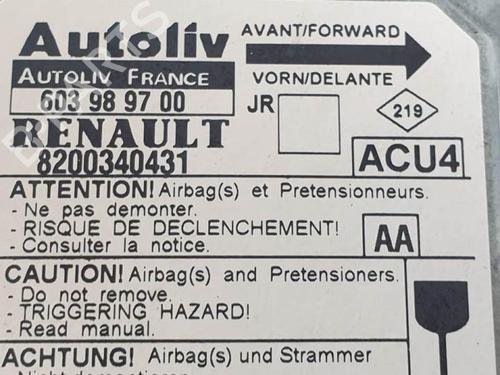 Autoliv
AVANT/FORWARD
AUTOLIV FRANCE
VORN/DELANTE
603 98 97 00
JR
219
RENAULT
8200340431
ACU4
ATTENTION! Airbag(s) et Pretensionneurs.
- Ne pas demonter.
- RISQUE DE DECLENCHEMENT!
- Consulter la notice.
AA
CAUTION! Airbag(s) and Pretensioners.
- Do not remove.
- TRIGGERING HAZARD!
- Read manual.
ACHTUNG! Airbag(s) und Strammer
- Nicht demontieren.